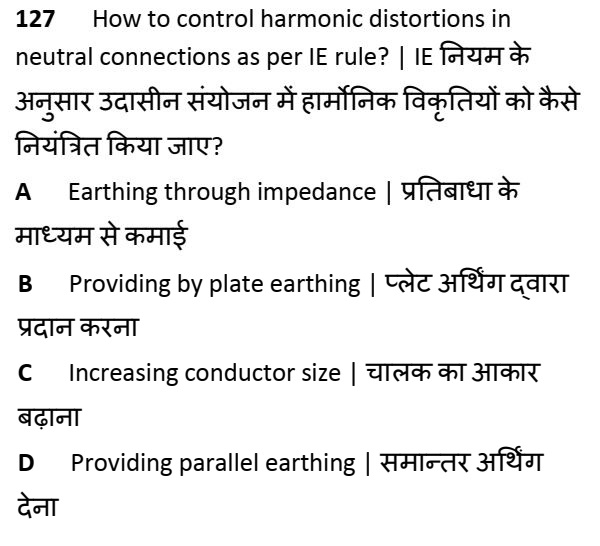 127 How to control harmonic distortions in
neutral connections as per IE rule? | IE नियम के
अनुसार उदासीन संयोजन में हार्मोनिक विकृतियों को कैसे
नियंत्रित किया जाए?
A Earthing through impedance | प्रतिबाधा के
माध्यम से कमाई
B Providing by plate earthing | प्लेट अर्थिंग द्वारा
प्रदान करना
C Increasing conductor size | चालक का आकार
बढ़ाना
D Providing parallel earthing | समान्तर अर्थिंग
देना